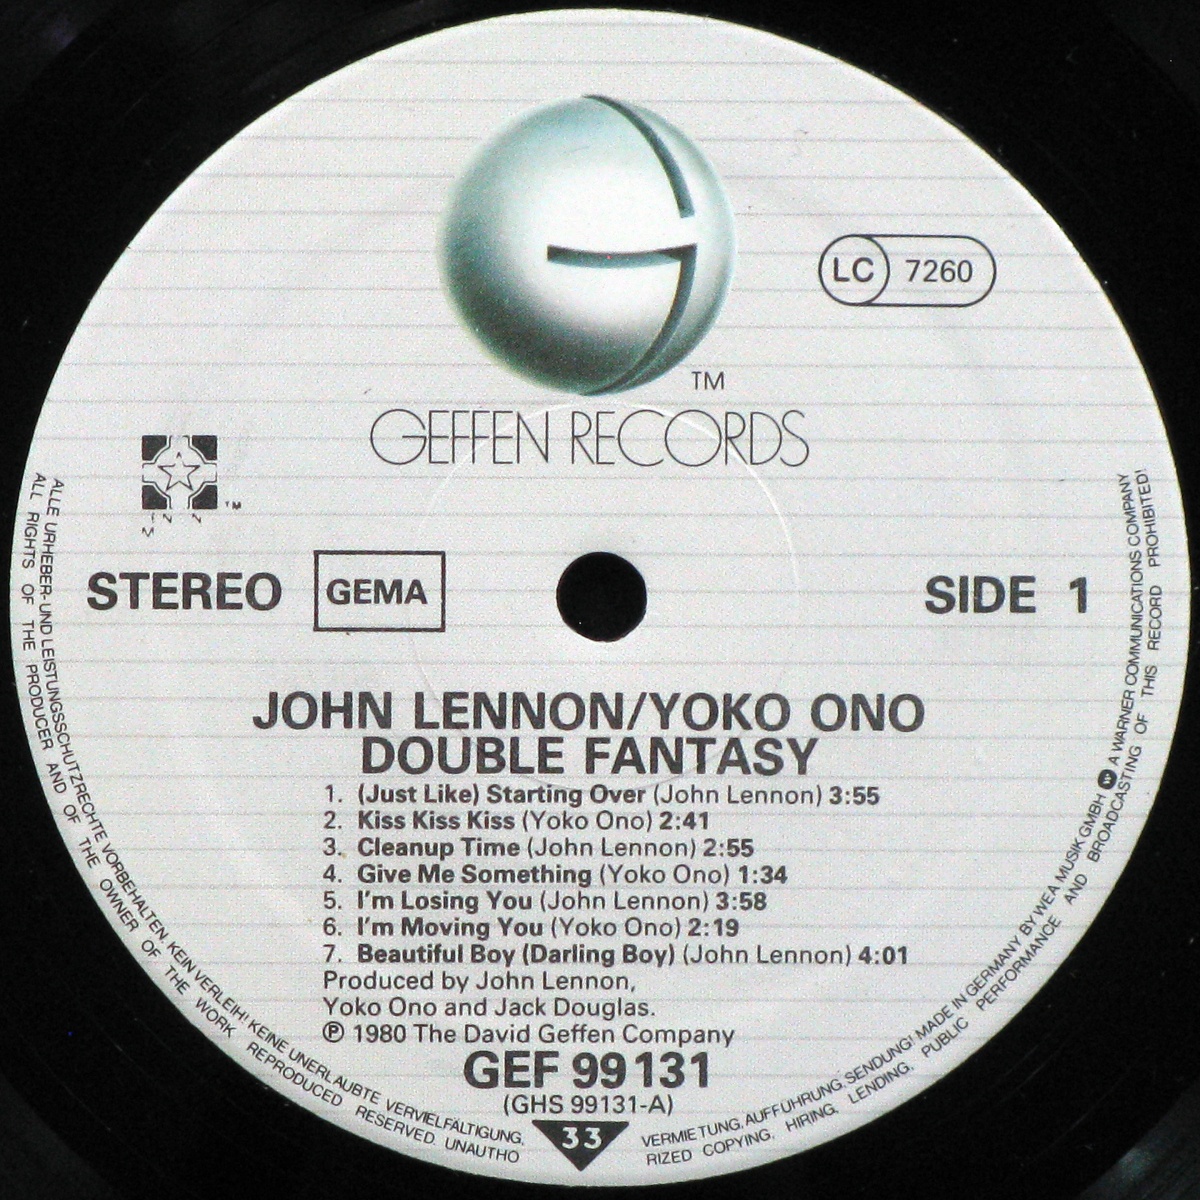 TM
GEFFEN RECORDS
LC 7260
TM
STEREO GEMA SIDE 1
JOHN LENNON/YOKO ONO
DOUBLE FANTASY
1. (Just Like) Starting Over (John Lennon) 3:55
2. Kiss Kiss Kiss (Yoko Ono) 2:41
3. Cleanup Time (John Lennon) 2:55
4. Give Me Something (Yoko Ono) 1:34
5. I'm Losing You (John Lennon) 3:58
6. I'm Moving You (Yoko Ono) 2:19
7. Beautiful Boy (Darling Boy) (John Lennon) 4:01
Produced by John Lennon,
Yoko Ono and Jack Douglas.
℗ 1980 The David Geffen Company
GEF 99131
(GHS 99131-A)
33
ALLE URHEBER- UND LEISTUNGSSCHUTZRECHTE VORBEHALTEN. KEIN VERLEIH! KEINE UNERLAUBTE VERVIELFÄLTIGUNG, VERMIETUNG, AUFFÜHRUNG, SENDUNG! MADE IN GERMANY BY WEA MUSIK GMBH A WARNER COMMUNICATIONS COMPANY
ALL RIGHTS OF THE PRODUCER AND OF THE OWNER OF THE WORK REPRODUCED RESERVED. UNAUTHORIZED COPYING, HIRING, LENDING, PUBLIC PERFORMANCE AND BROADCASTING OF THIS RECORD PROHIBITED!